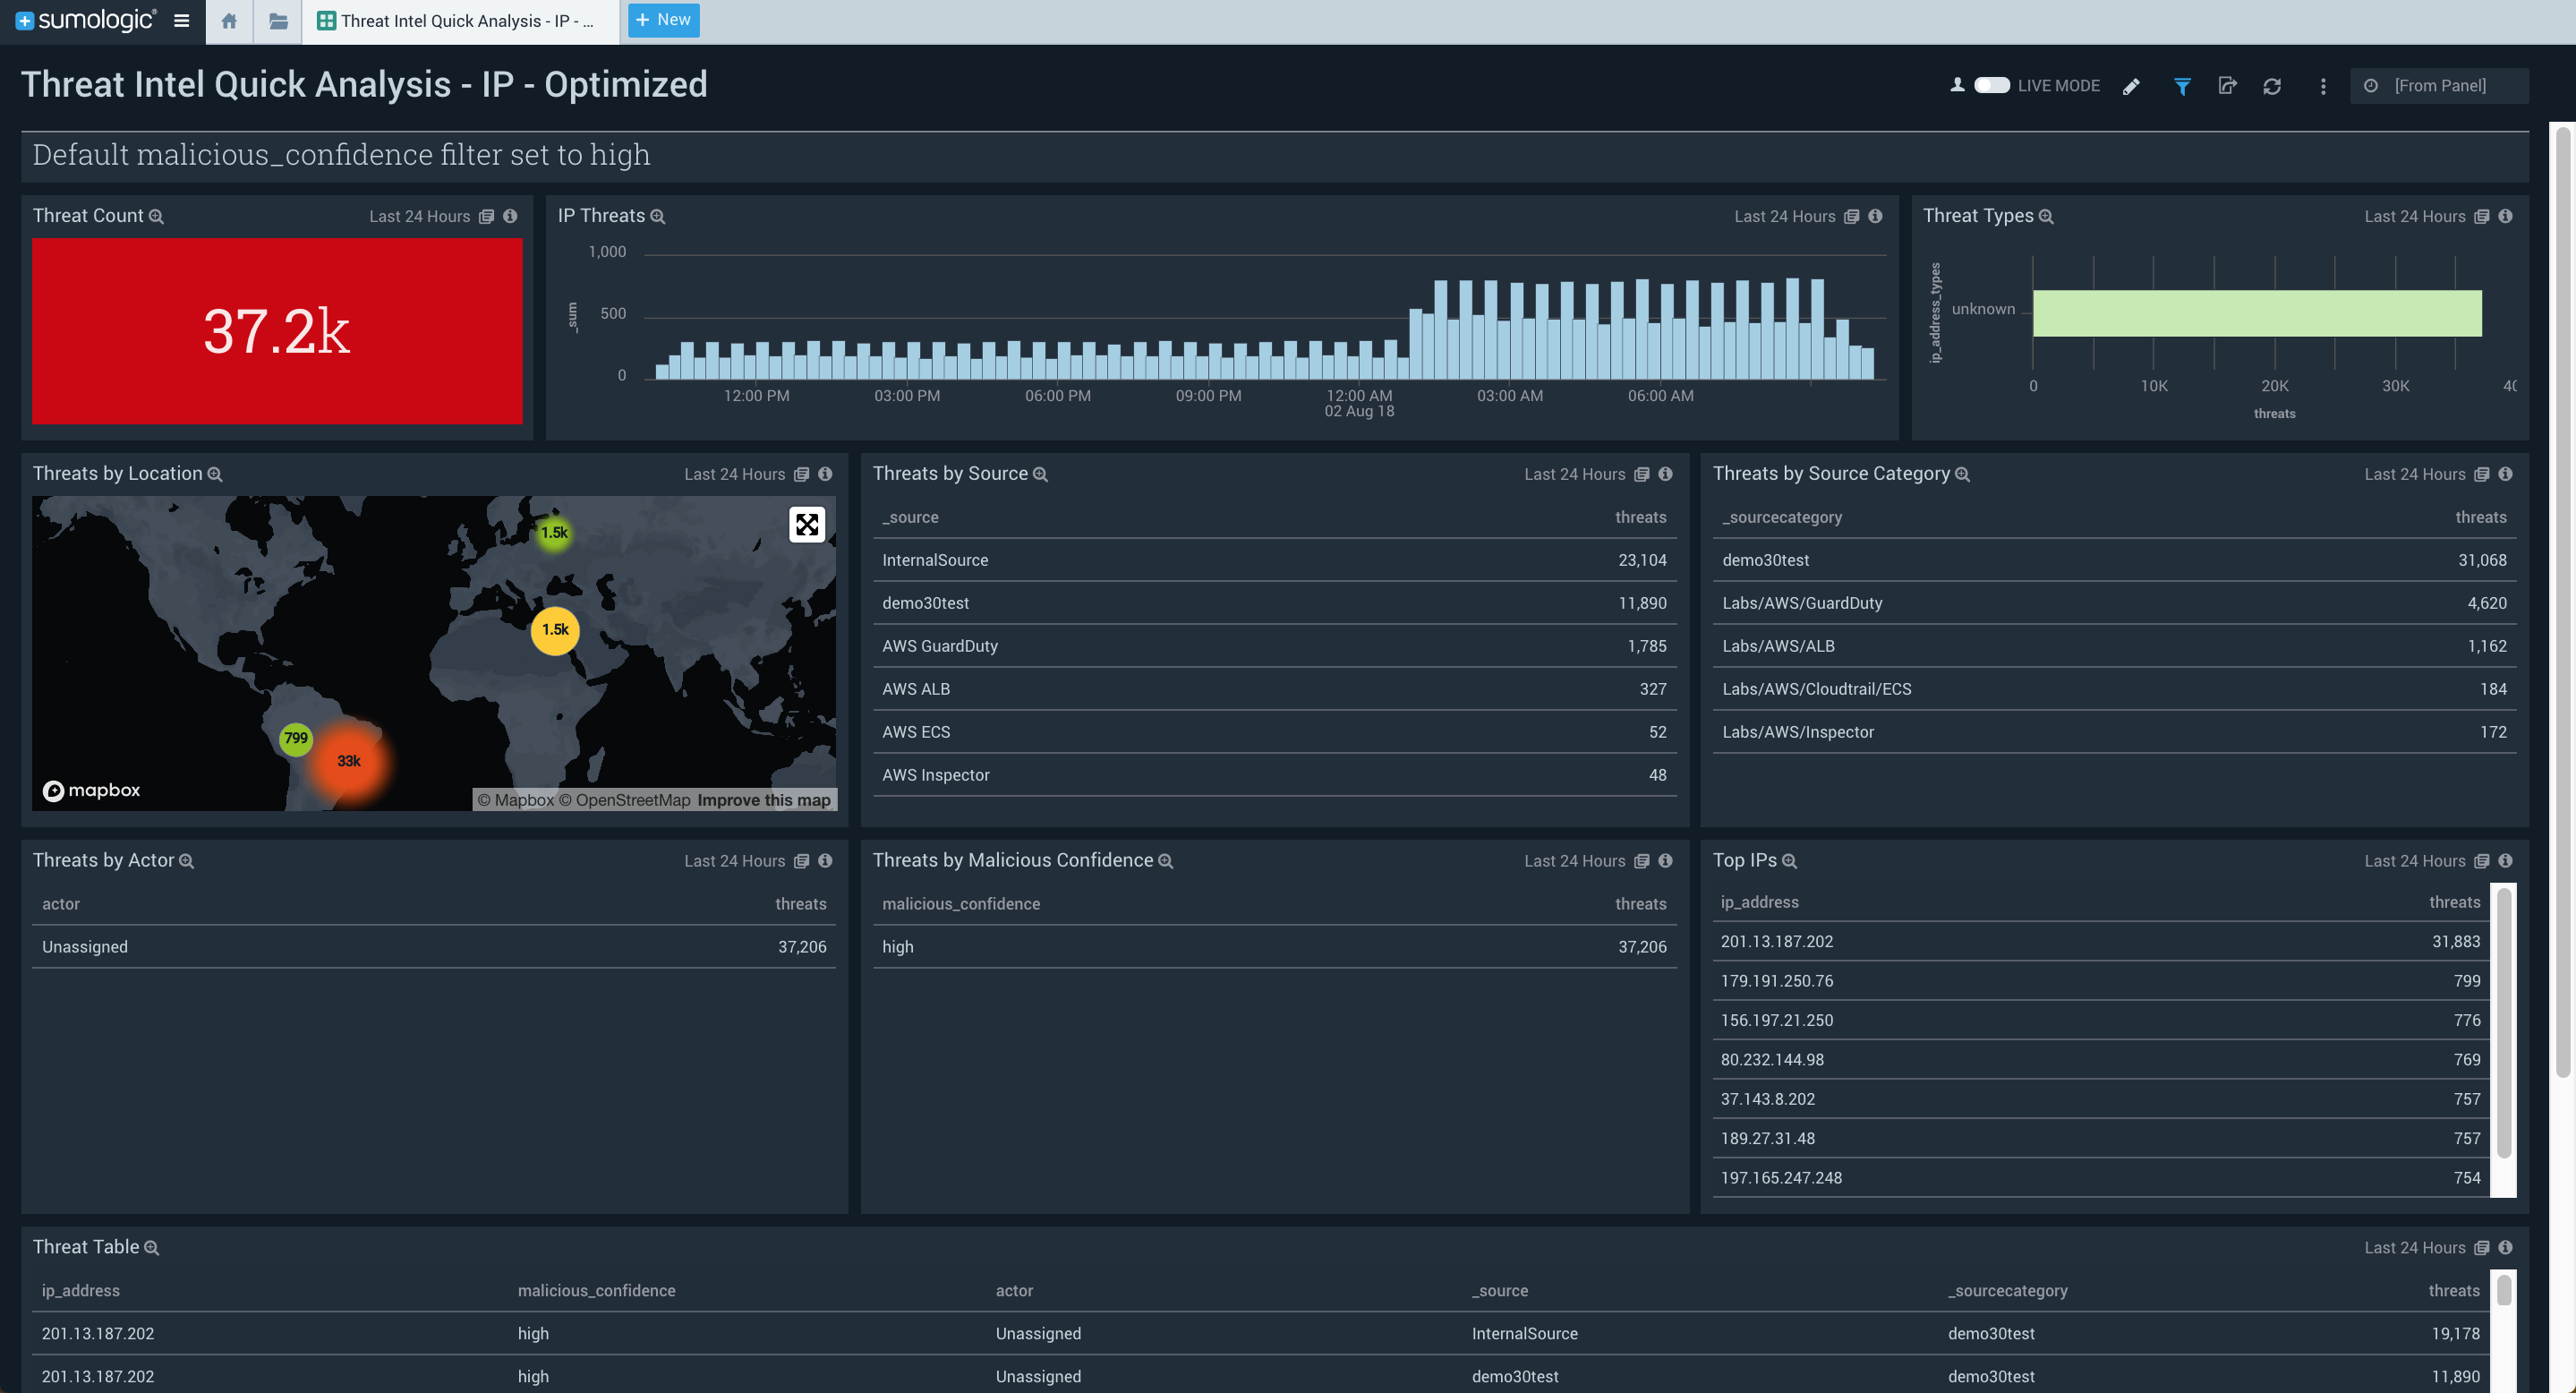 sumologic
Threat Intel Quick Analysis - IP - ...
+ New
Threat Intel Quick Analysis - IP - Optimized
LIVE MODE
[From Panel]
Default malicious_confidence filter set to high
Threat Count
Last 24 Hours
37.2k
IP Threats
Last 24 Hours
1,000
500
0
_sum
12:00 PM
03:00 PM
06:00 PM
09:00 PM
12:00 AM
02 Aug 18
03:00 AM
06:00 AM
Threat Types
Last 24 Hours
ip_address_types
unknown
0
10K
20K
30K
threats
Threats by Location
Last 24 Hours
1.5k
1.5k
799
33k
mapbox
© Mapbox © OpenStreetMap Improve this map
Threats by Source
Last 24 Hours
_source threats
InternalSource 23,104
demo30test 11,890
AWS GuardDuty 1,785
AWS ALB 327
AWS ECS 52
AWS Inspector 48
Threats by Source Category
Last 24 Hours
_sourcecategory threats
demo30test 31,068
Labs/AWS/GuardDuty 4,620
Labs/AWS/ALB 1,162
Labs/AWS/Cloudtrail/ECS 184
Labs/AWS/Inspector 172
Threats by Actor
Last 24 Hours
actor threats
Unassigned 37,206
Threats by Malicious Confidence
Last 24 Hours
malicious_confidence threats
high 37,206
Top IPs
Last 24 Hours
ip_address threats
201.13.187.202 31,883
179.191.250.76 799
156.197.21.250 776
80.232.144.98 769
37.143.8.202 757
189.27.31.48 757
197.165.247.248 754
Threat Table
Last 24 Hours
ip_address malicious_confidence actor _source _sourcecategory threats
201.13.187.202 high Unassigned InternalSource demo30test 19,178
201.13.187.202 high Unassigned demo30test demo30test 11,890